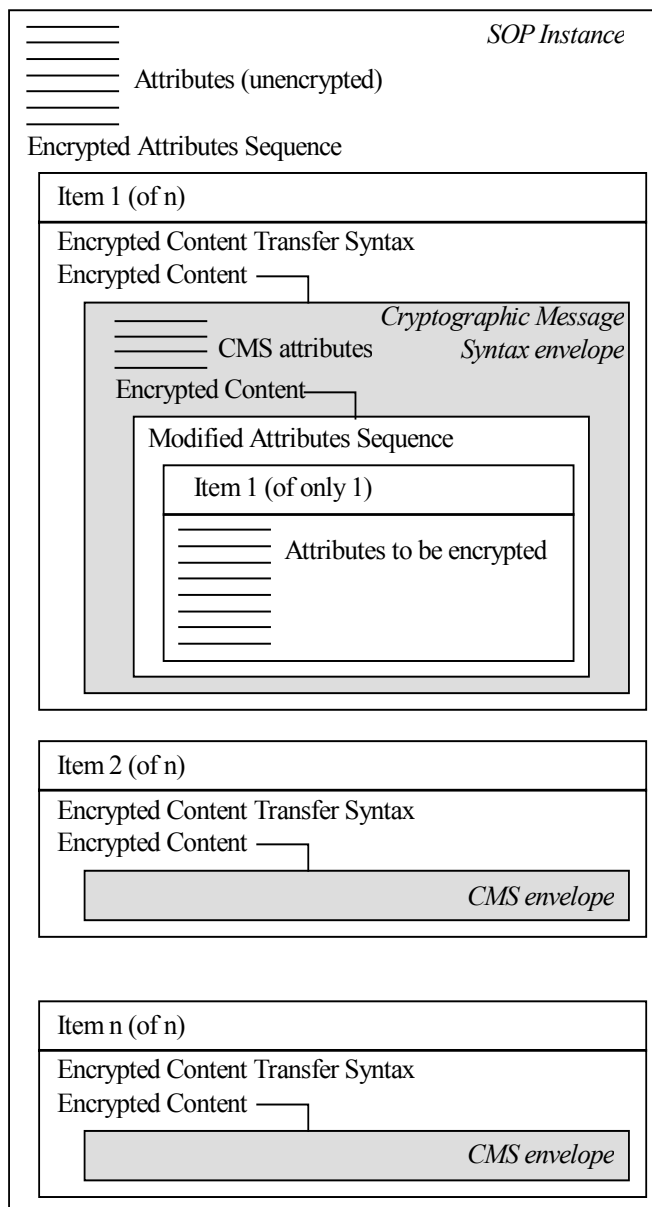 SOP Instance
Attributes (unencrypted)
Encrypted Attributes Sequence
Item 1 (of n)
Encrypted Content Transfer Syntax
Encrypted Content
Cryptographic Message
Syntax envelope
CMS attributes
Encrypted Content
Modified Attributes Sequence
Item 1 (of only 1)
Attributes to be encrypted
Item 2 (of n)
Encrypted Content Transfer Syntax
Encrypted Content
CMS envelope
Item n (of n)
Encrypted Content Transfer Syntax
Encrypted Content
CMS envelope